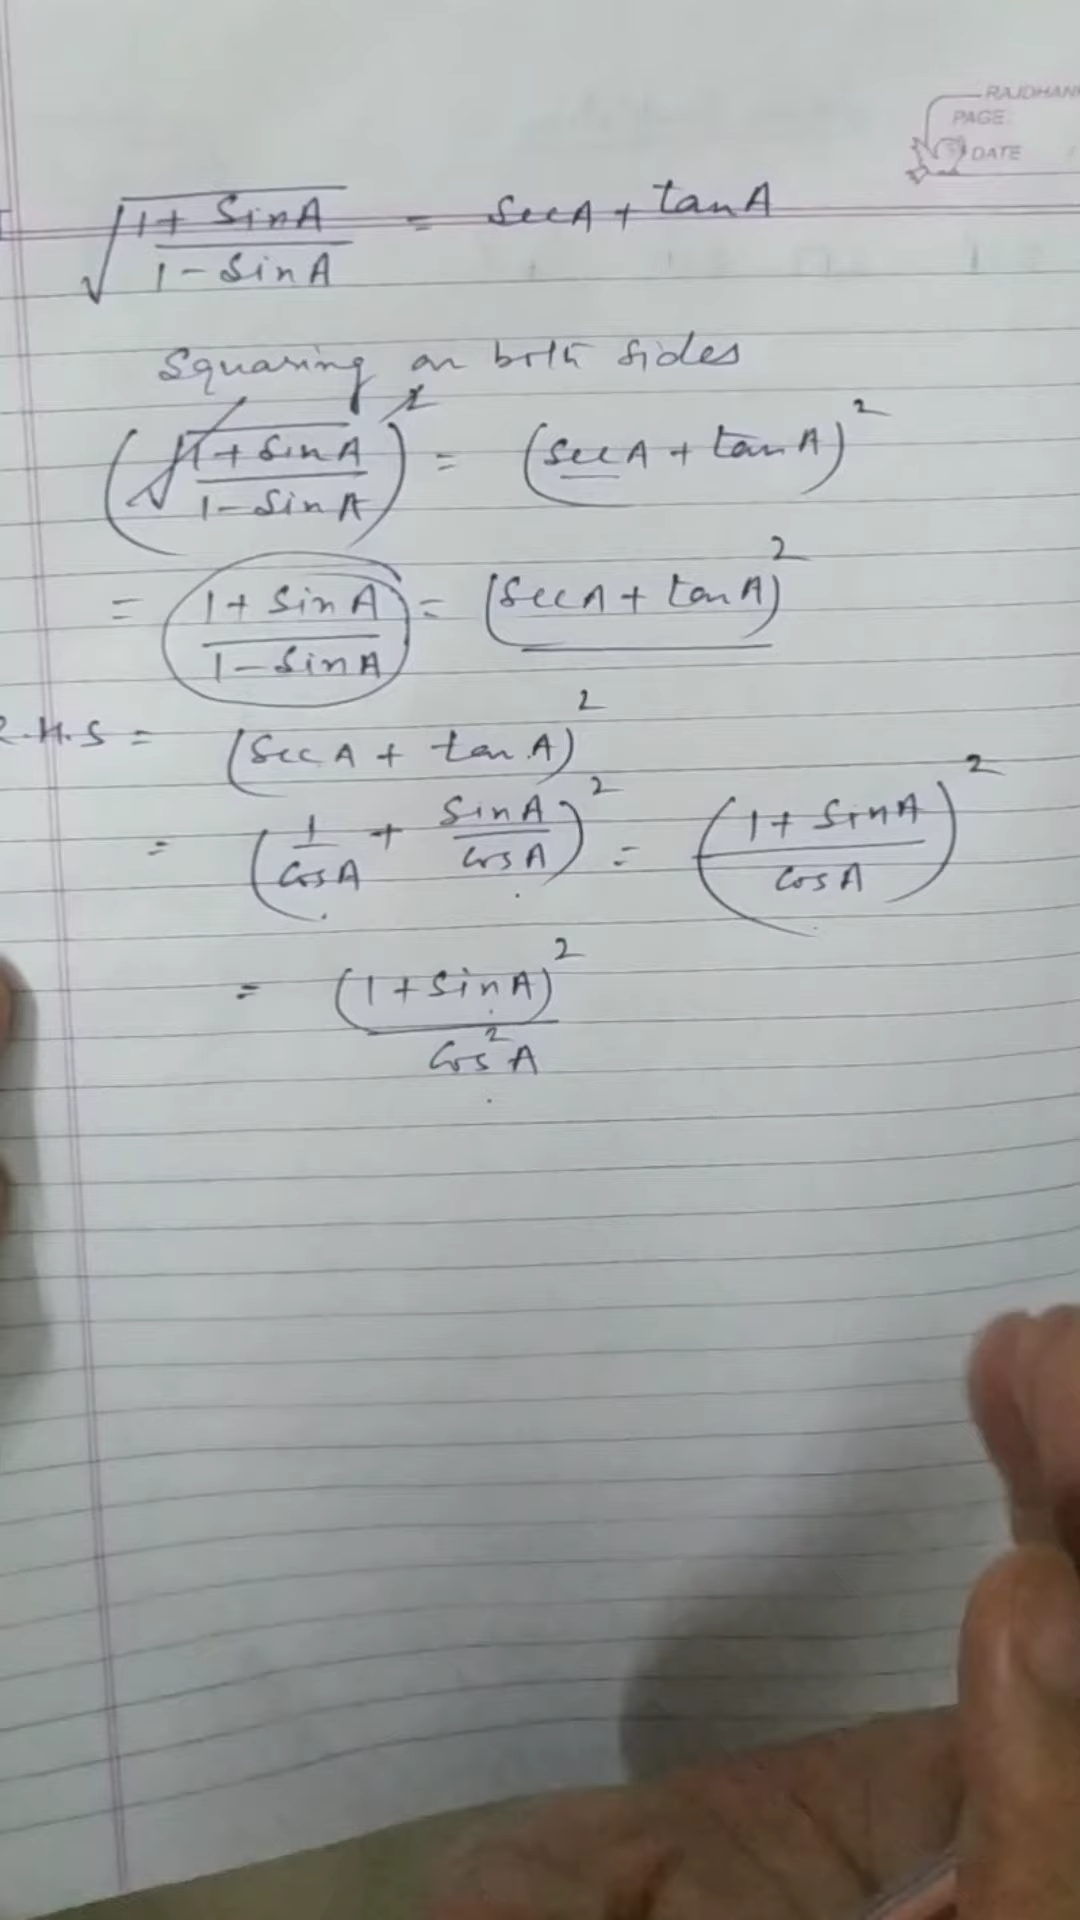 RAJDHANI
PAGE:
DATE
√(1 + SinA / 1 - SinA) = SecA + tanA
Squaring on both sides
(√(1 + SinA / 1 - SinA))² = (SecA + tanA)²
= 1 + SinA / 1 - SinA = (SecA + tanA)²
R.H.S = (SecA + tanA)²
= (1 / CosA + SinA / CosA)² = (1 + SinA / CosA)²
= (1 + SinA)² / Cos²A